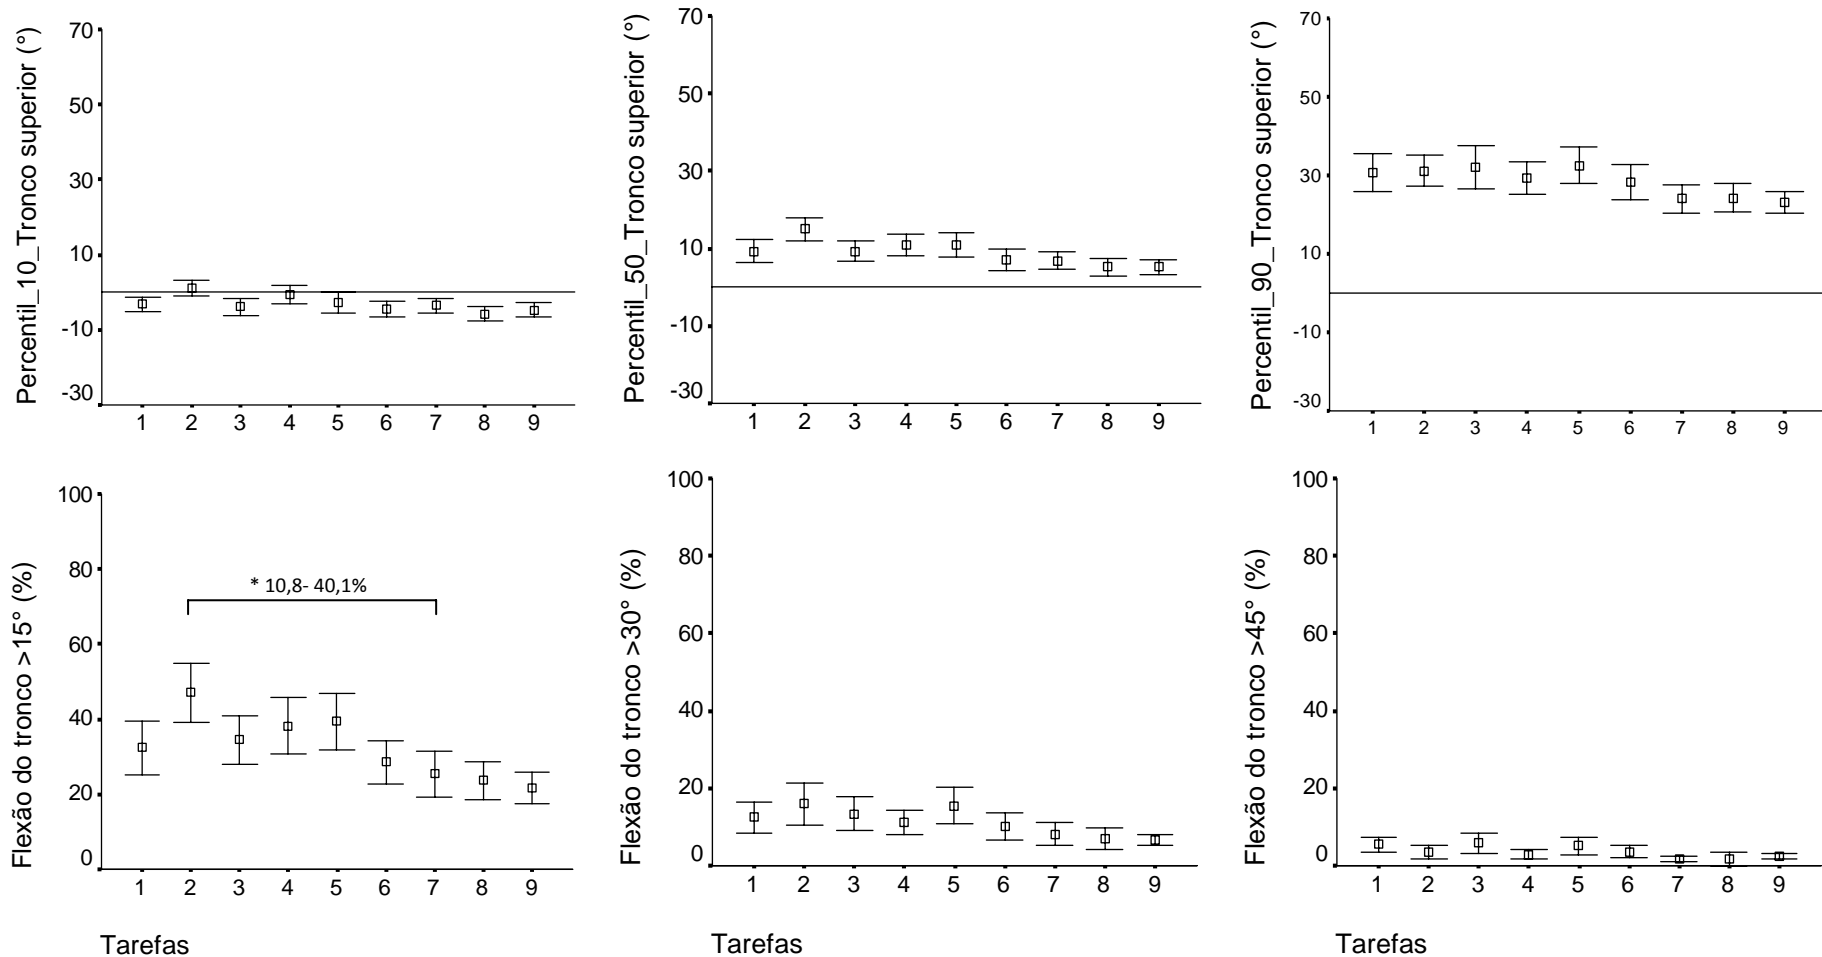 Percentil_10_Tronco superior (°)
70
50
30
10
-10
-30
1 2 3 4 5 6 7 8 9
Percentil_50_Tronco superior (°)
70
50
30
10
-10
-30
1 2 3 4 5 6 7 8 9
Percentil_90_Tronco superior (°)
70
50
30
10
-10
-30
1 2 3 4 5 6 7 8 9
Flexão do tronco >15° (%)
100
80
60
40
20
0
* 10,8- 40,1%
1 2 3 4 5 6 7 8 9
Tarefas
Flexão do tronco >30° (%)
100
80
60
40
20
0
1 2 3 4 5 6 7 8 9
Tarefas
Flexão do tronco >45° (%)
100
80
60
40
20
0
1 2 3 4 5 6 7 8 9
Tarefas